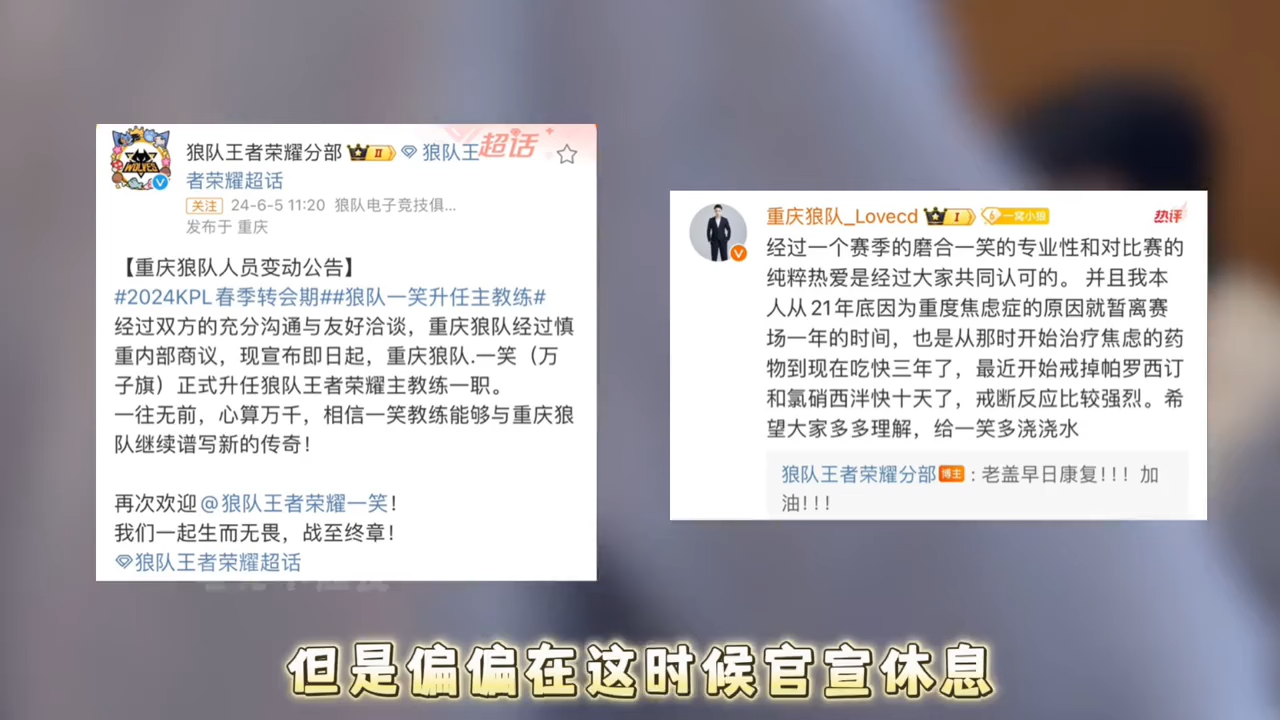 狼队王者荣耀分部 II 狼队王
超话
者荣耀超话
WOLVES
关注 24-6-5 11:20 狼队电子竞技俱...
发布于 重庆
【重庆狼队人员变动公告】
#2024KPL春季转会期##狼队一笑升任主教练#
经过双方的充分沟通与友好洽谈，重庆狼队经过慎
重内部商议，现宣布即日起，重庆狼队.一笑（万
子旗）正式升任狼队王者荣耀主教练一职。
一往无前，心算万千，相信一笑教练能够与重庆狼
队继续谱写新的传奇！
再次欢迎@狼队王者荣耀一笑！
我们一起生而无畏，战至终章！
狼队王者荣耀超话
重庆狼队_Lovecd I 6 一窝小狼
热评
经过一个赛季的磨合一笑的专业性和对比赛的
纯粹热爱是经过大家共同认可的。 并且我本
人从21年底因为重度焦虑症的原因就暂离赛
场一年的时间，也是从那时开始治疗焦虑的药
物到现在吃快三年了，最近开始戒掉帕罗西订
和氯硝西泮快十天了，戒断反应比较强烈。希
望大家多多理解，给一笑多浇浇水
狼队王者荣耀分部 博主：老盖早日康复！！！加
油！！！
但是偏偏在这时候官宣休息